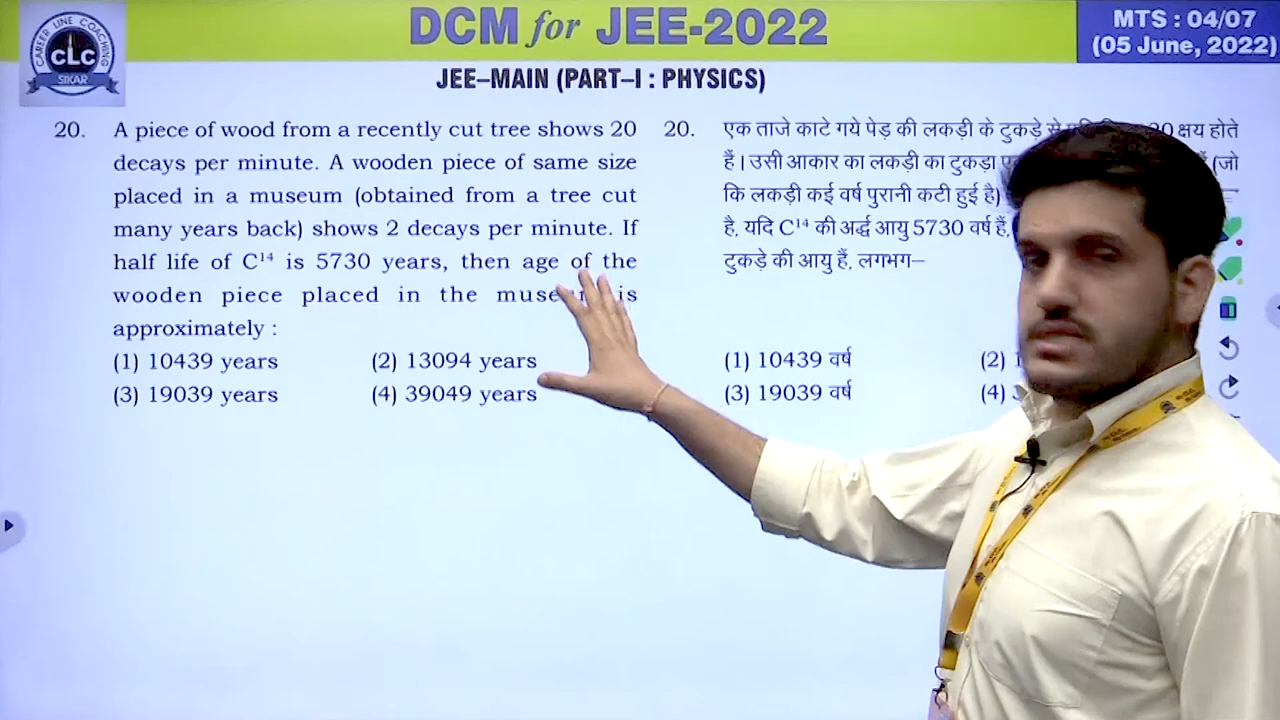 CAREER LINE COACHING
CLC
SIKAR
DCM for JEE-2022
MTS : 04/07
(05 June, 2022)
JEE–MAIN (PART–I : PHYSICS)
20. A piece of wood from a recently cut tree shows 20
decays per minute. A wooden piece of same size
placed in a museum (obtained from a tree cut
many years back) shows 2 decays per minute. If
half life of C¹⁴ is 5730 years, then age of the
wooden piece placed in the is
approximately :
(1) 10439 years (2) 13094 years
(3) 19039 years (4) 39049 years
20. एक ताजे काटे गये पेड़ की लकड़ी के टुकड़े से 20 क्षय होते
हैं। उसी आकार का लकड़ी का टुकड़ा (जो
कि लकड़ी कई वर्ष पुरानी कटी हुई है)
है, यदि C¹⁴ की अर्द्ध आयु 5730 वर्ष हैं,
टुकड़े की आयु हैं, लगभग–
(1) 10439 वर्ष (2)
(3) 19039 वर्ष (4)